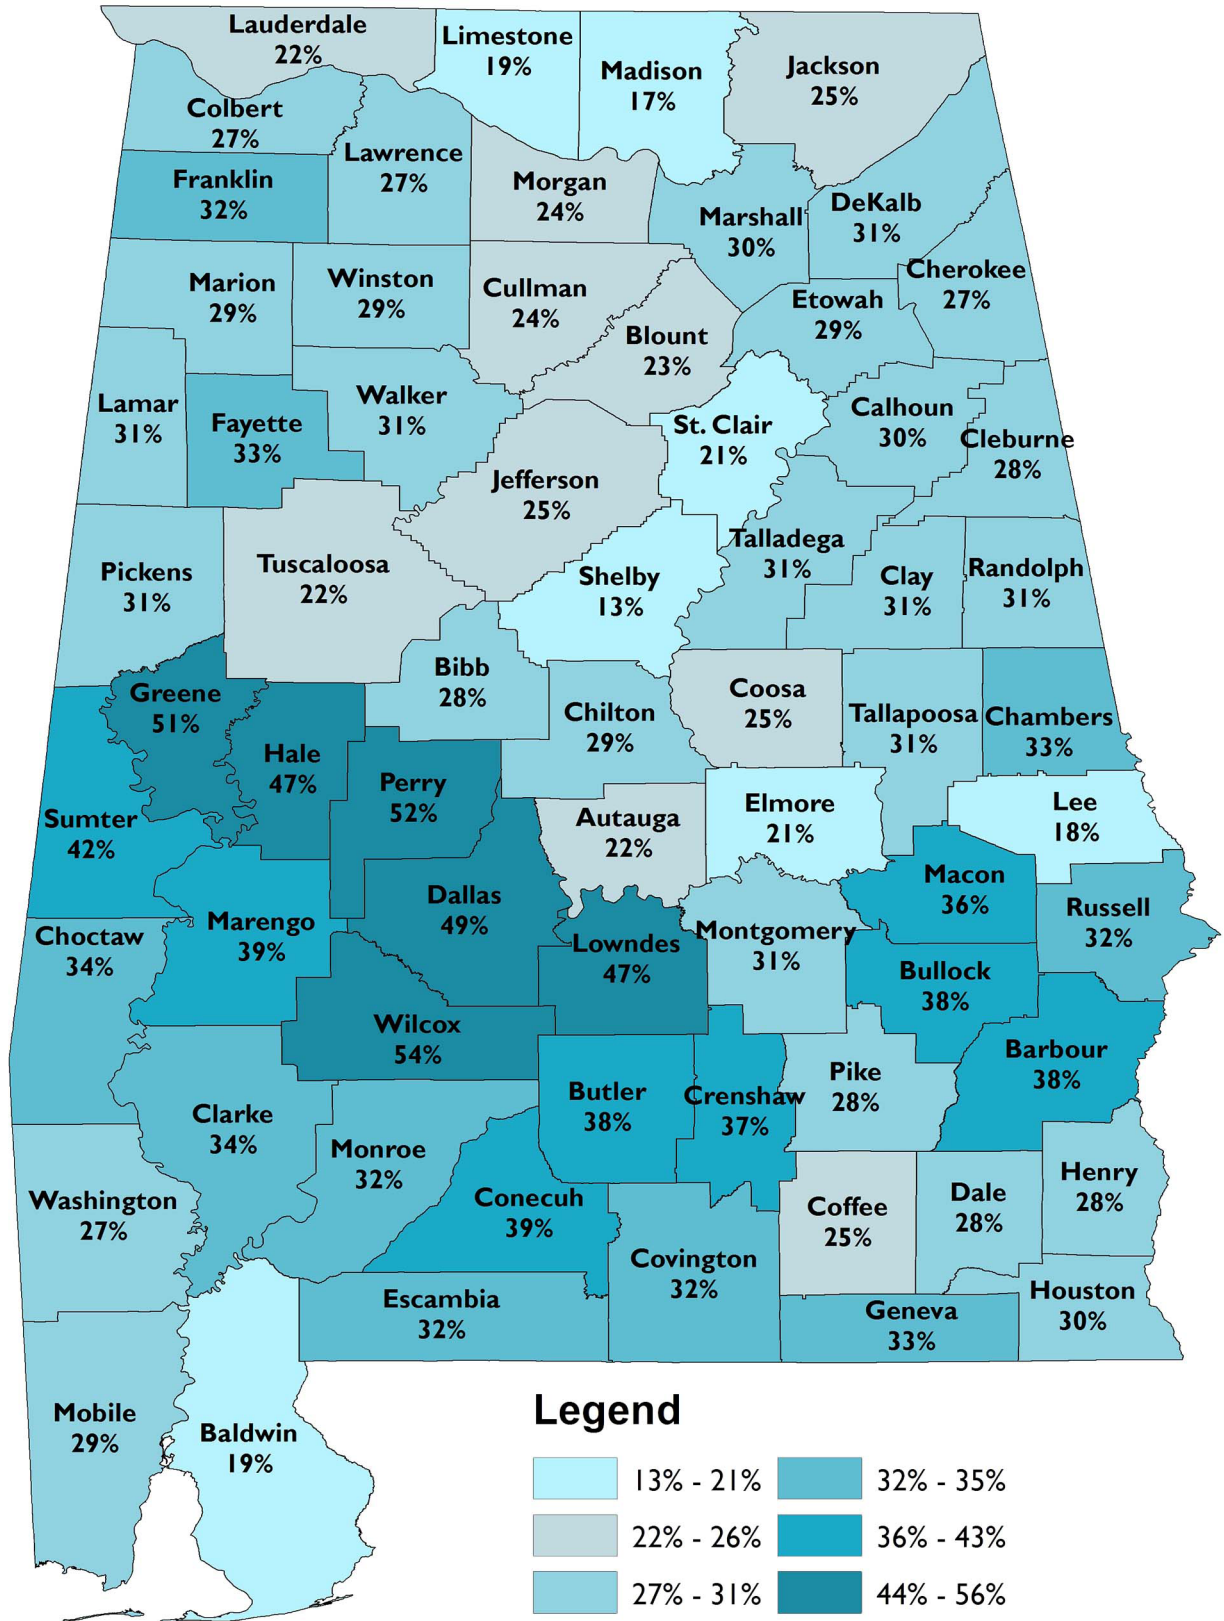 Lauderdale
22%
Limestone
19%
Madison
17%
Jackson
25%
Colbert
27%
Lawrence
27%
Franklin
32%
Morgan
24%
Marshall
30%
DeKalb
31%
Cherokee
27%
Marion
29%
Winston
29%
Cullman
24%
Etowah
29%
Blount
23%
Lamar
31%
Fayette
33%
Walker
31%
St. Clair
21%
Calhoun
30%
Cleburne
28%
Jefferson
25%
Talladega
31%
Pickens
31%
Tuscaloosa
22%
Shelby
13%
Clay
31%
Randolph
31%
Greene
51%
Bibb
28%
Coosa
25%
Chilton
29%
Tallapoosa
31%
Chambers
33%
Hale
47%
Perry
52%
Sumter
42%
Autauga
22%
Elmore
21%
Lee
18%
Dallas
49%
Macon
36%
Russell
32%
Choctaw
34%
Marengo
39%
Lowndes
47%
Montgomery
31%
Bullock
38%
Wilcox
54%
Barbour
38%
Clarke
34%
Butler
38%
Crenshaw
37%
Pike
28%
Monroe
32%
Washington
27%
Conecuh
39%
Coffee
25%
Dale
28%
Henry
28%
Covington
32%
Escambia
32%
Geneva
33%
Houston
30%
Mobile
29%
Baldwin
19%
Legend
13% - 21%
32% - 35%
22% - 26%
36% - 43%
27% - 31%
44% - 56%